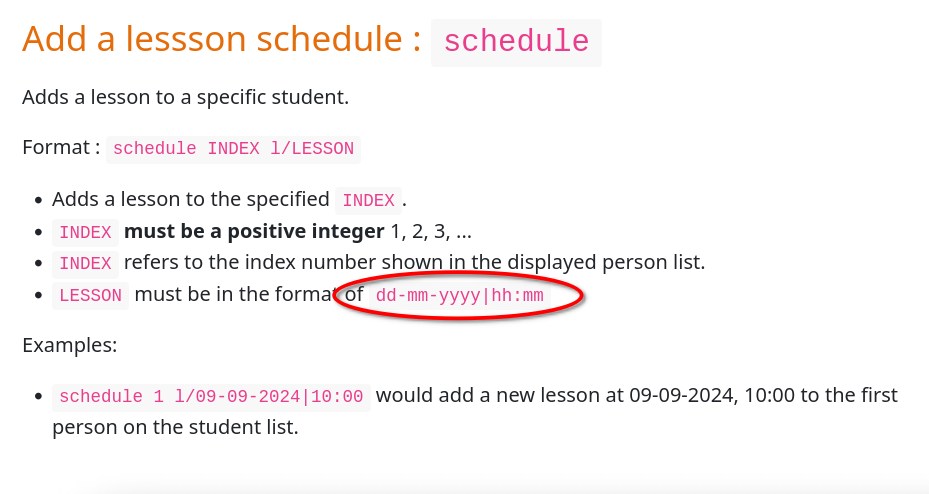 Add a lessson schedule : schedule
Adds a lesson to a specific student.
Format : schedule INDEX l/LESSON
• Adds a lesson to the specified INDEX.
• INDEX must be a positive integer 1, 2, 3, ...
• INDEX refers to the index number shown in the displayed person list.
• LESSON must be in the format of dd-mm-yyyy|hh:mm
Examples:
• schedule 1 l/09-09-2024|10:00 would add a new lesson at 09-09-2024, 10:00 to the first
person on the student list.